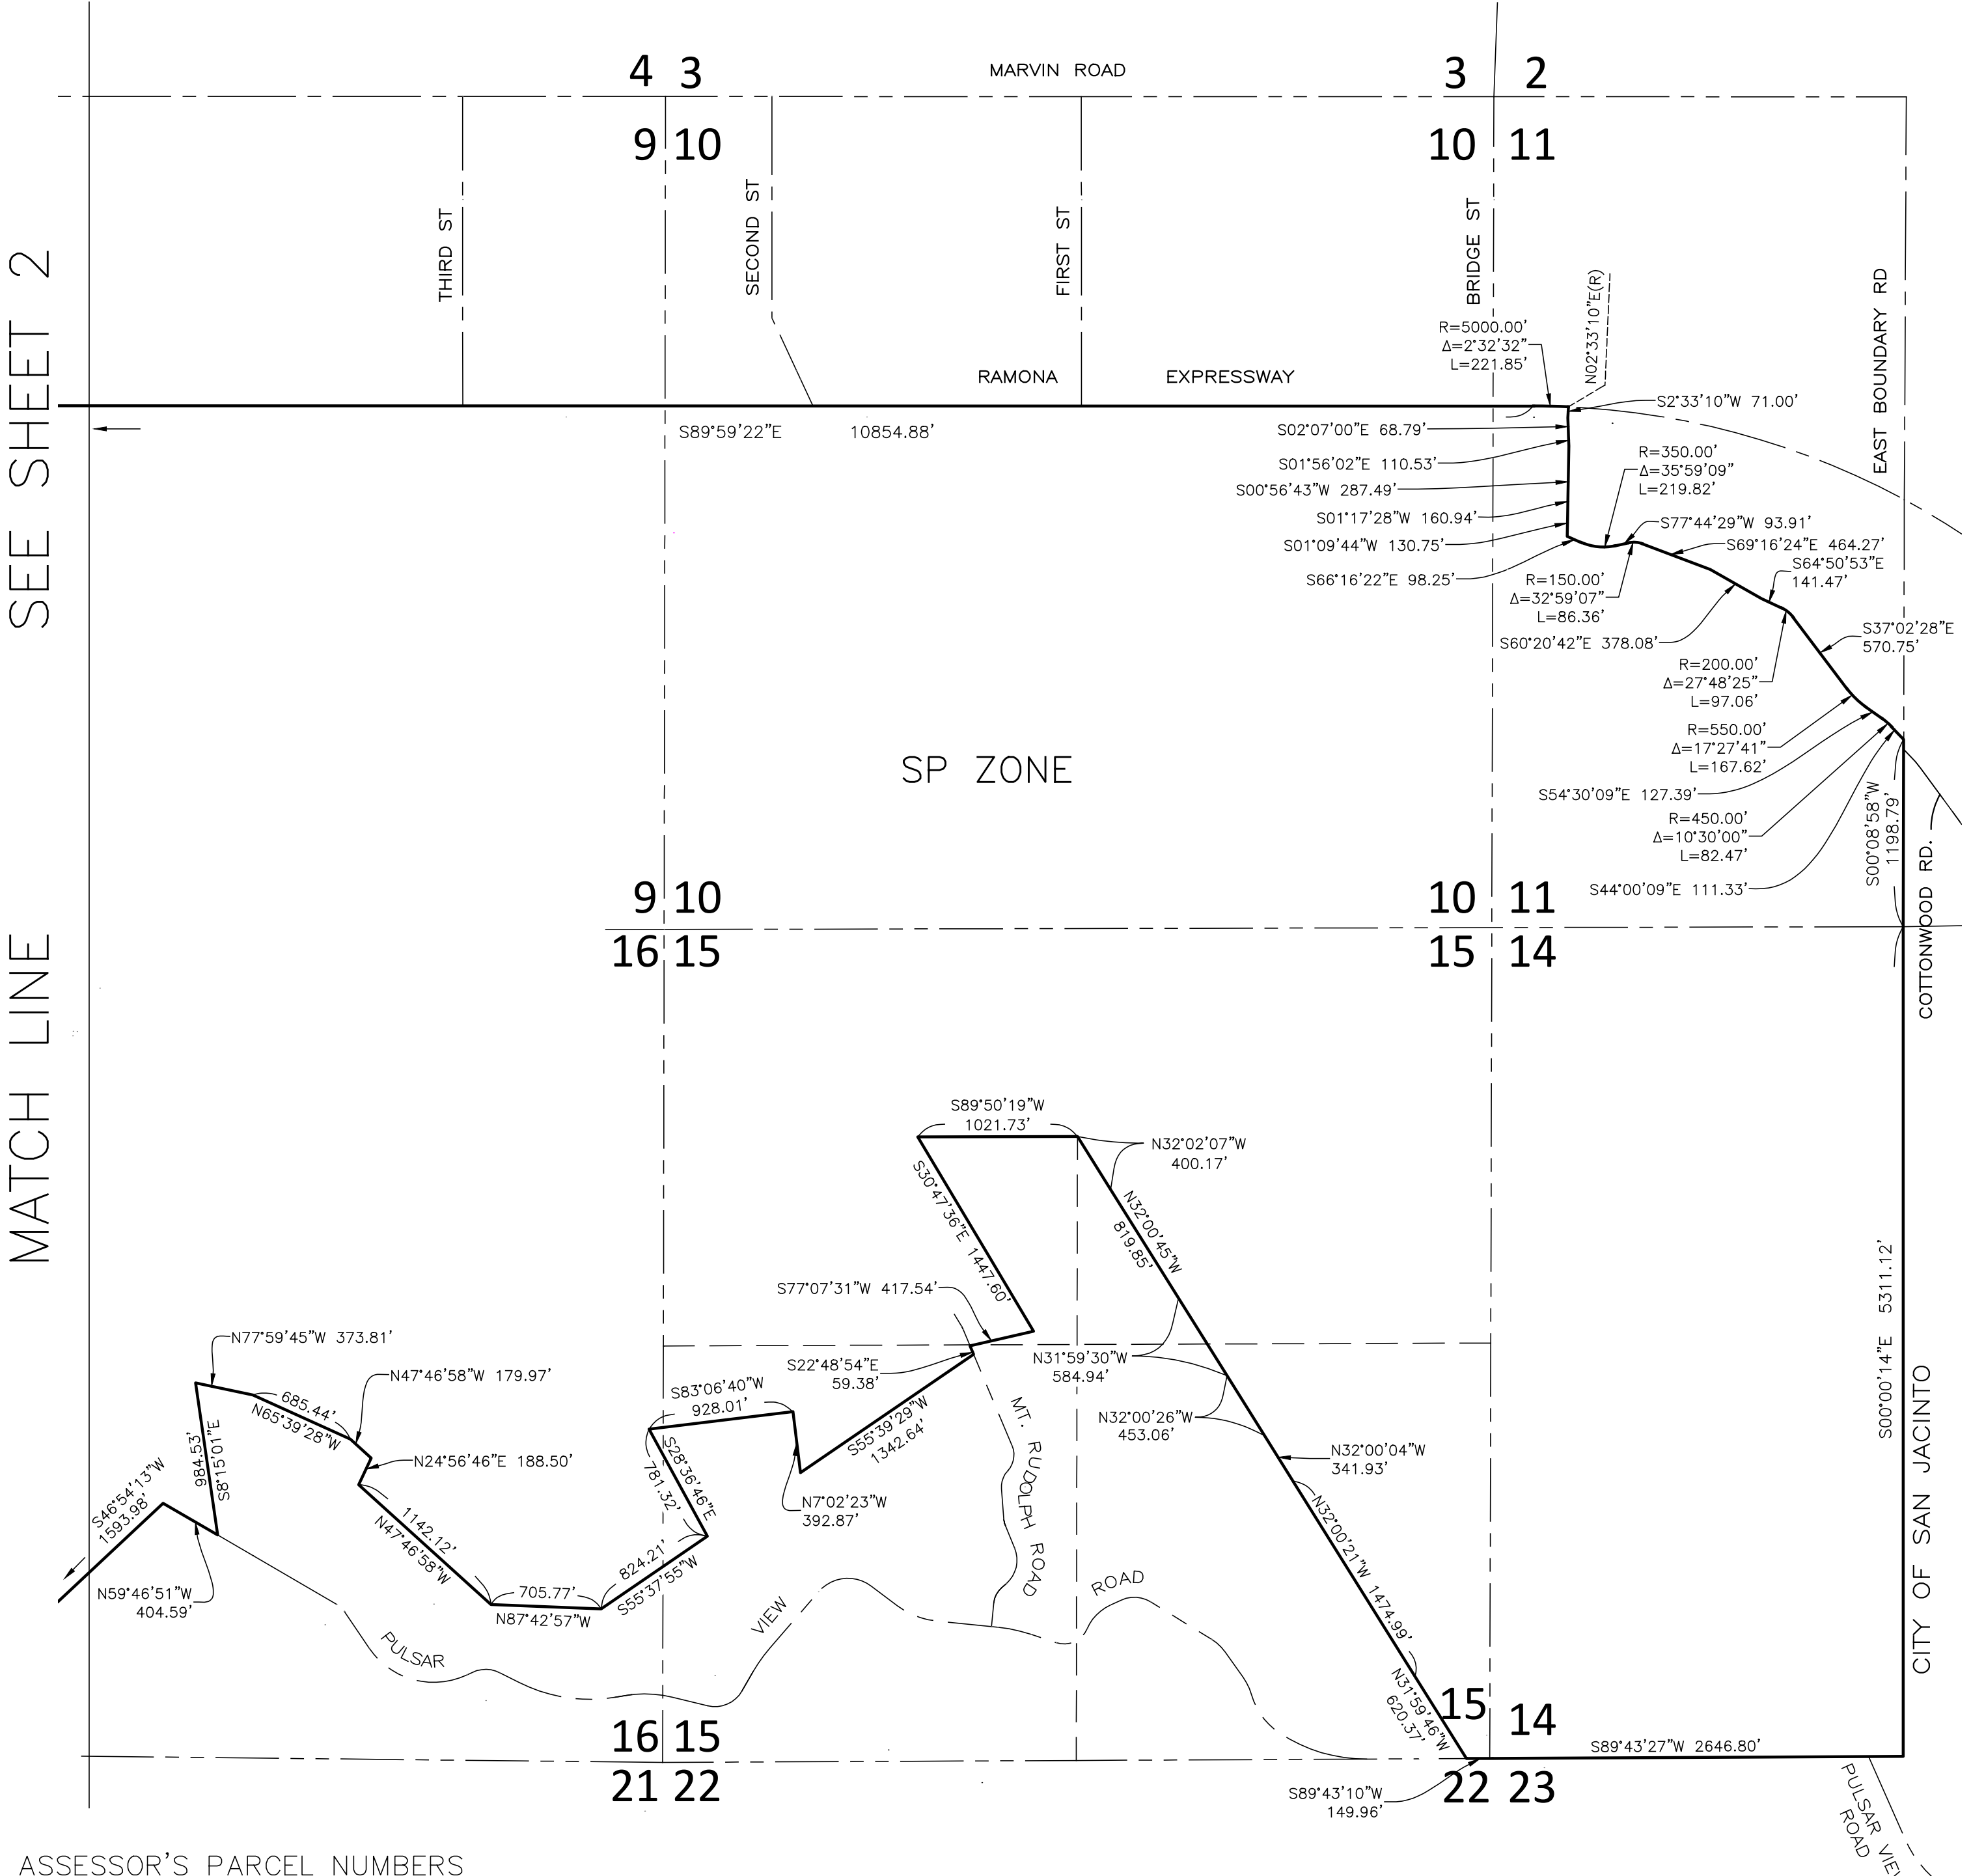 MARVIN ROAD
4 3
3 2
9 10
10 11
THIRD ST
SECOND ST
FIRST ST
BRIDGE ST
EAST BOUNDARY RD
SEE SHEET 2
MATCH LINE
RAMONA EXPRESSWAY
S89°59'22"E 10854.88'
R=5000.00'
Δ=2°32'32"
L=221.85'
N02°33'10"E(R)
S2°33'10"W 71.00'
S02°07'00"E 68.79'
S01°56'02"E 110.53'
S00°56'43"W 287.49'
S01°17'28"W 160.94'
S01°09'44"W 130.75'
S66°16'22"E 98.25'
R=350.00'
Δ=35°59'09"
L=219.82'
S77°44'29"W 93.91'
S69°16'24"E 464.27'
S64°50'53"E
141.47'
R=150.00'
Δ=32°59'07"
L=86.36'
S60°20'42"E 378.08'
S37°02'28"E
570.75'
R=200.00'
Δ=27°48'25"
L=97.06'
R=550.00'
Δ=17°27'41"
L=167.62'
S54°30'09"E 127.39'
R=450.00'
Δ=10°30'00"
L=82.47'
S44°00'09"E 111.33'
S00°08'58"W
1198.79'
COTTONWOOD RD.
SP ZONE
9 10
10 11
16 15
15 14
S89°50'19"W
1021.73'
N32°02'07"W
400.17'
S30°47'36"E 1447.60'
N32°00'45"W
819.85'
S77°07'31"W 417.54'
S22°48'54"E
59.38'
N31°59'30"W
584.94'
N32°00'26"W
453.06'
N32°00'04"W
341.93'
N32°00'21"W 1474.99'
N31°59'46"W
620.37'
S00°00'14"E 5311.12'
CITY OF SAN JACINTO
N77°59'45"W 373.81'
N47°46'58"W 179.97'
685.44'
N65°39'28"W
984.53'
S8°15'01"E
N24°56'46"E 188.50'
S46°54'13"W
1593.98'
N59°46'51"W
404.59'
1142.12'
N47°46'58"W
705.77'
N87°42'57"W
824.21'
S55°37'55"W
S28°36'46"E
781.32'
S83°06'40"W
928.01'
N7°02'23"W
392.87'
S55°39'29"W
1342.64'
MT. RUDOLPH ROAD
PULSAR VIEW ROAD
16 15
15 14
21 22
22 23
S89°43'27"W 2646.80'
S89°43'10"W
149.96'
PULSAR VIEW
ROAD
ASSESSOR'S PARCEL NUMBERS